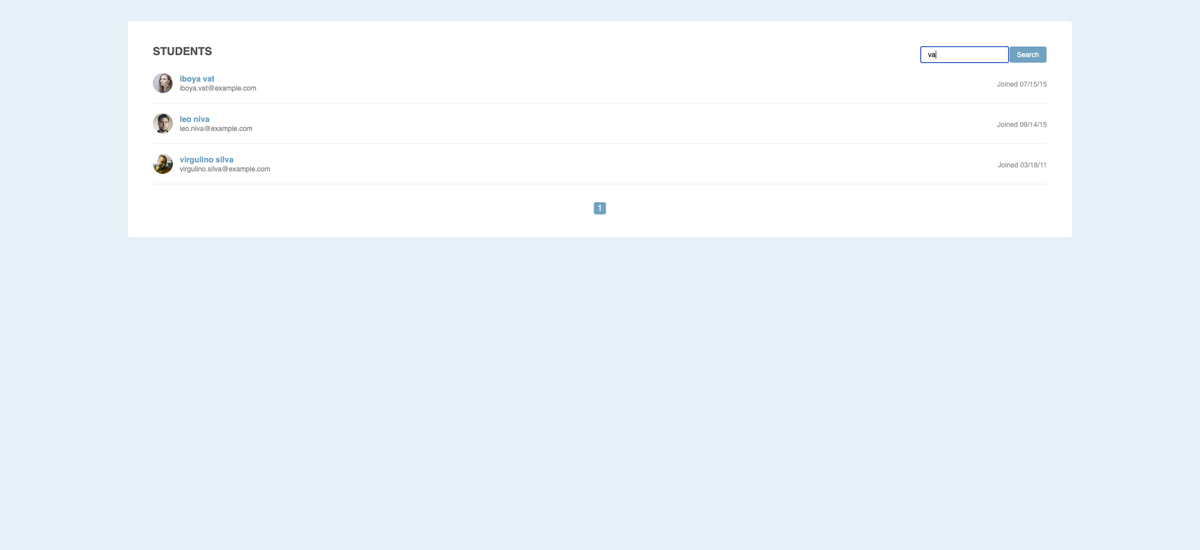 STUDENTS
va
Search
iboya vat
iboya.vat@example.com
Joined 07/15/15
leo niva
leo.niva@example.com
Joined 09/14/15
virgulino silva
virgulino.silva@example.com
Joined 03/18/11
1